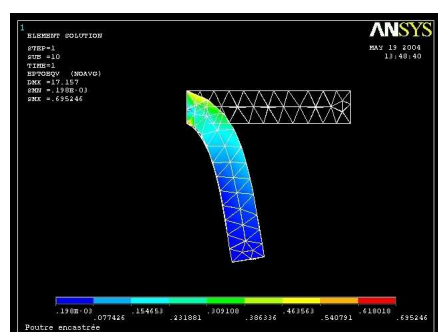 1
ELEMENT SOLUTION
STEP=1
SUB =10
TIME=1
EPTOEQV (NOAVG)
DMX =17.157
SMN =.198E-03
SMX =.695246
ANSYS
MAY 19 2004
13:48:40
.198E-03 .154653 .309108 .463563 .618018
.077426 .231881 .386336 .540791 .695246
Poutre encastrée